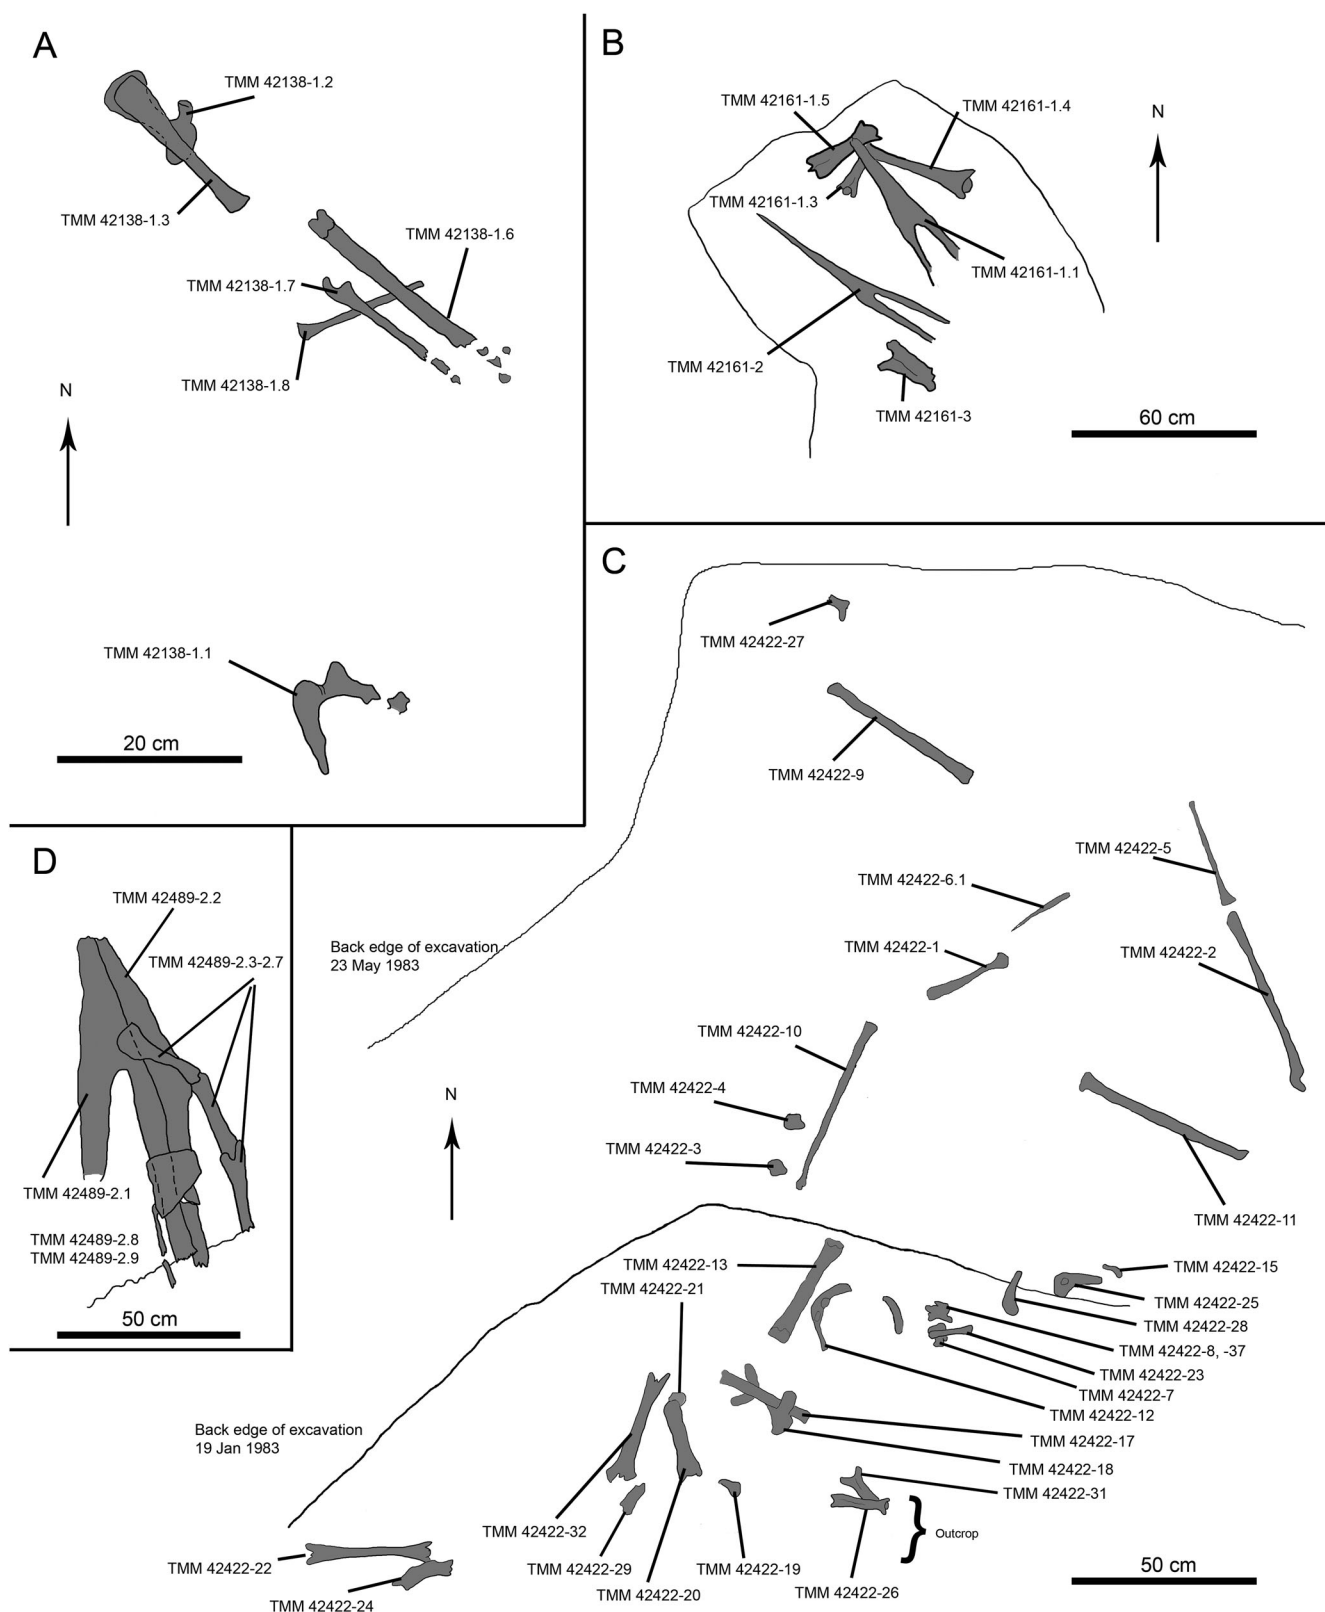 A
TMM 42138-1.2
TMM 42138-1.3
TMM 42138-1.6
TMM 42138-1.7
TMM 42138-1.8
N
TMM 42138-1.1
20 cm
B
TMM 42161-1.5
TMM 42161-1.4
N
TMM 42161-1.3
TMM 42161-1.1
TMM 42161-2
TMM 42161-3
60 cm
C
TMM 42422-27
TMM 42422-9
TMM 42422-5
TMM 42422-6.1
TMM 42422-1
TMM 42422-2
Back edge of excavation
23 May 1983
TMM 42422-10
TMM 42422-4
TMM 42422-3
N
TMM 42422-11
TMM 42422-13
TMM 42422-21
TMM 42422-15
TMM 42422-25
TMM 42422-28
TMM 42422-8, -37
TMM 42422-23
TMM 42422-7
TMM 42422-12
TMM 42422-17
TMM 42422-18
TMM 42422-31
Back edge of excavation
19 Jan 1983
Outcrop
TMM 42422-32
TMM 42422-22
TMM 42422-29
TMM 42422-19
TMM 42422-20
TMM 42422-26
TMM 42422-24
50 cm
D
TMM 42489-2.2
TMM 42489-2.3-2.7
TMM 42489-2.1
TMM 42489-2.8
TMM 42489-2.9
50 cm